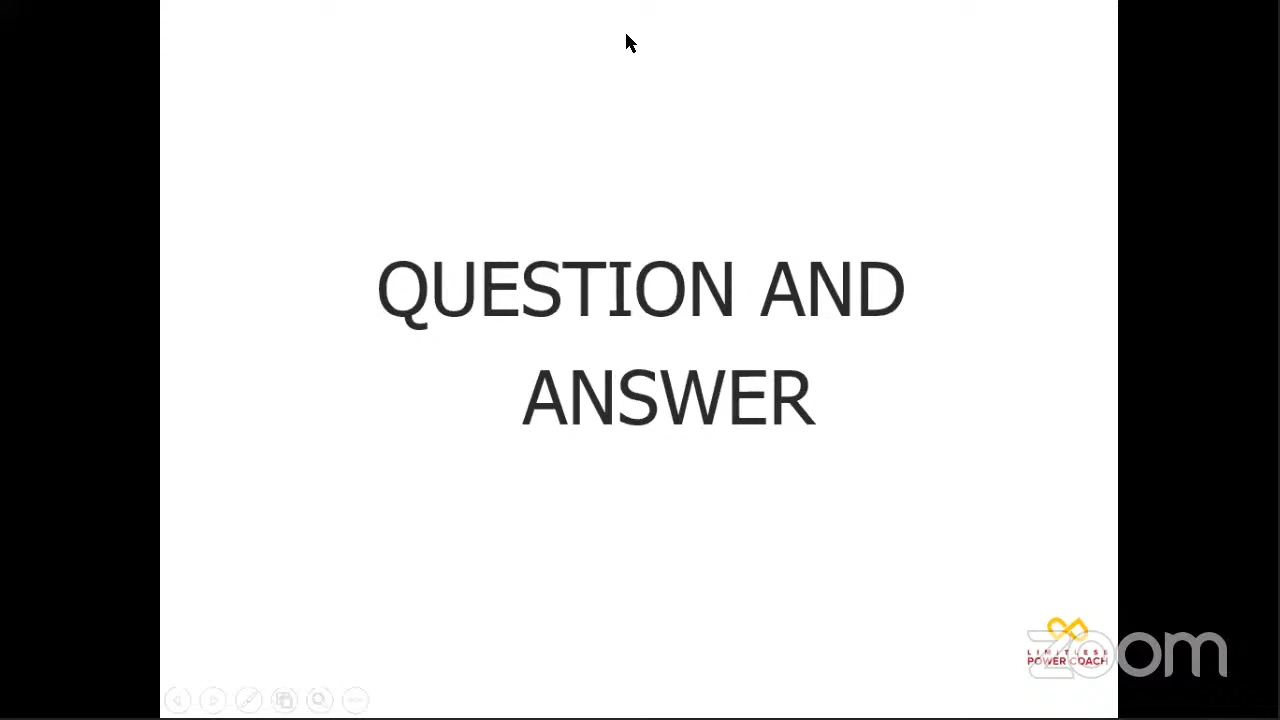 QUESTION AND
ANSWER
LIMITLESS
POWER COACH
zoom